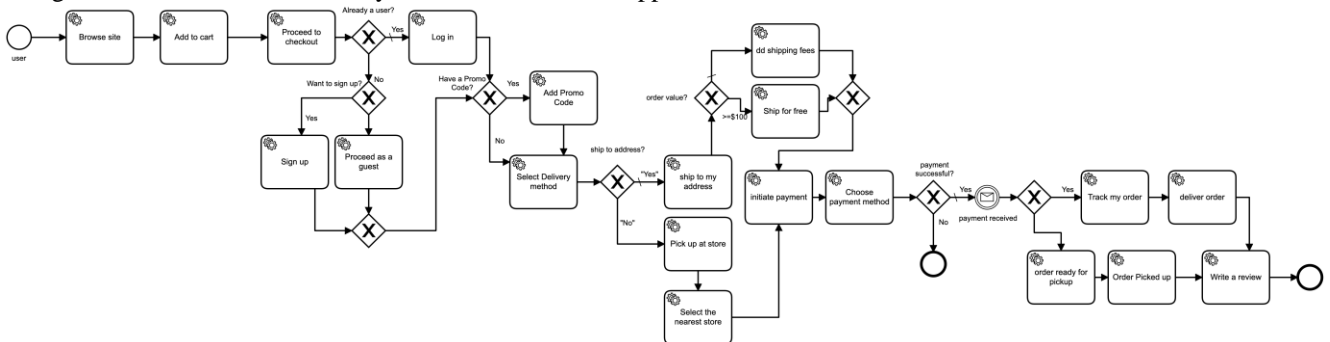 Already a user?
Browse site
Add to cart
Proceed to
checkout
Yes
Log in
user
No
Want to sign up?
Yes
Sign up
Proceed as a
guest
Have a Promo
Code?
Yes
Add Promo
Code
No
Select Delivery
method
ship to address?
"Yes"
ship to my
address
"No"
Pick up at store
Select the
nearest store
order value?
dd shipping fees
>=$100
Ship for free
initiate payment
Choose
payment method
payment
successful?
Yes
No
payment received
Yes
Track my order
deliver order
order ready for
pickup
Order Picked up
Write a review